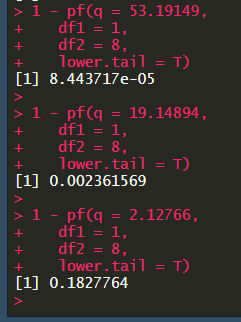 > 1 - pf(q = 53.19149,
+ df1 = 1,
+ df2 = 8,
+ lower.tail = T)
[1] 8.443717e-05
>
> 1 - pf(q = 19.14894,
+ df1 = 1,
+ df2 = 8,
+ lower.tail = T)
[1] 0.002361569
>
> 1 - pf(q = 2.12766,
+ df1 = 1,
+ df2 = 8,
+ lower.tail = T)
[1] 0.1827764
>